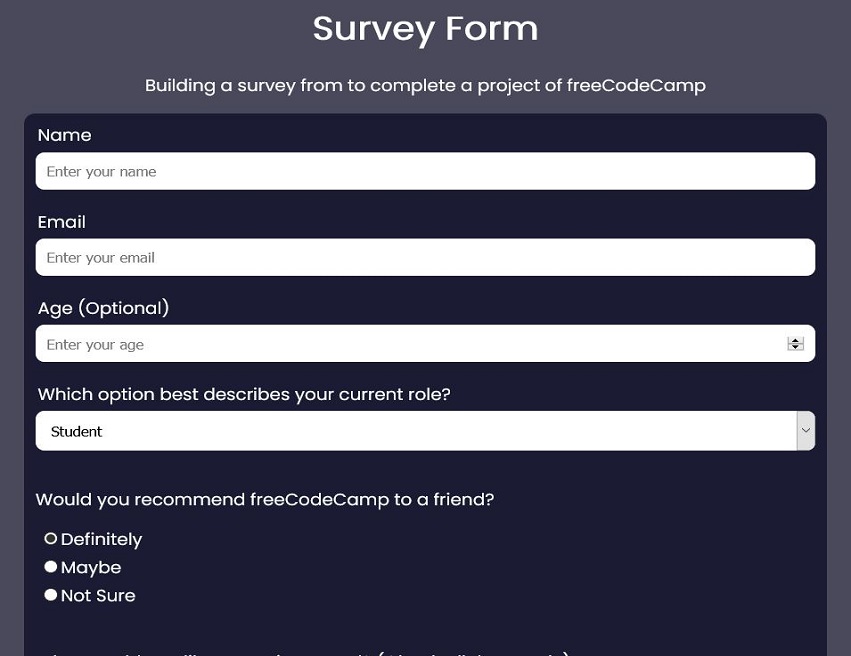 Survey Form
Building a survey from to complete a project of freeCodeCamp
Name
Enter your name
Email
Enter your email
Age (Optional)
Enter your age
Which option best describes your current role?
Student
Would you recommend freeCodeCamp to a friend?
Definitely
Maybe
Not Sure